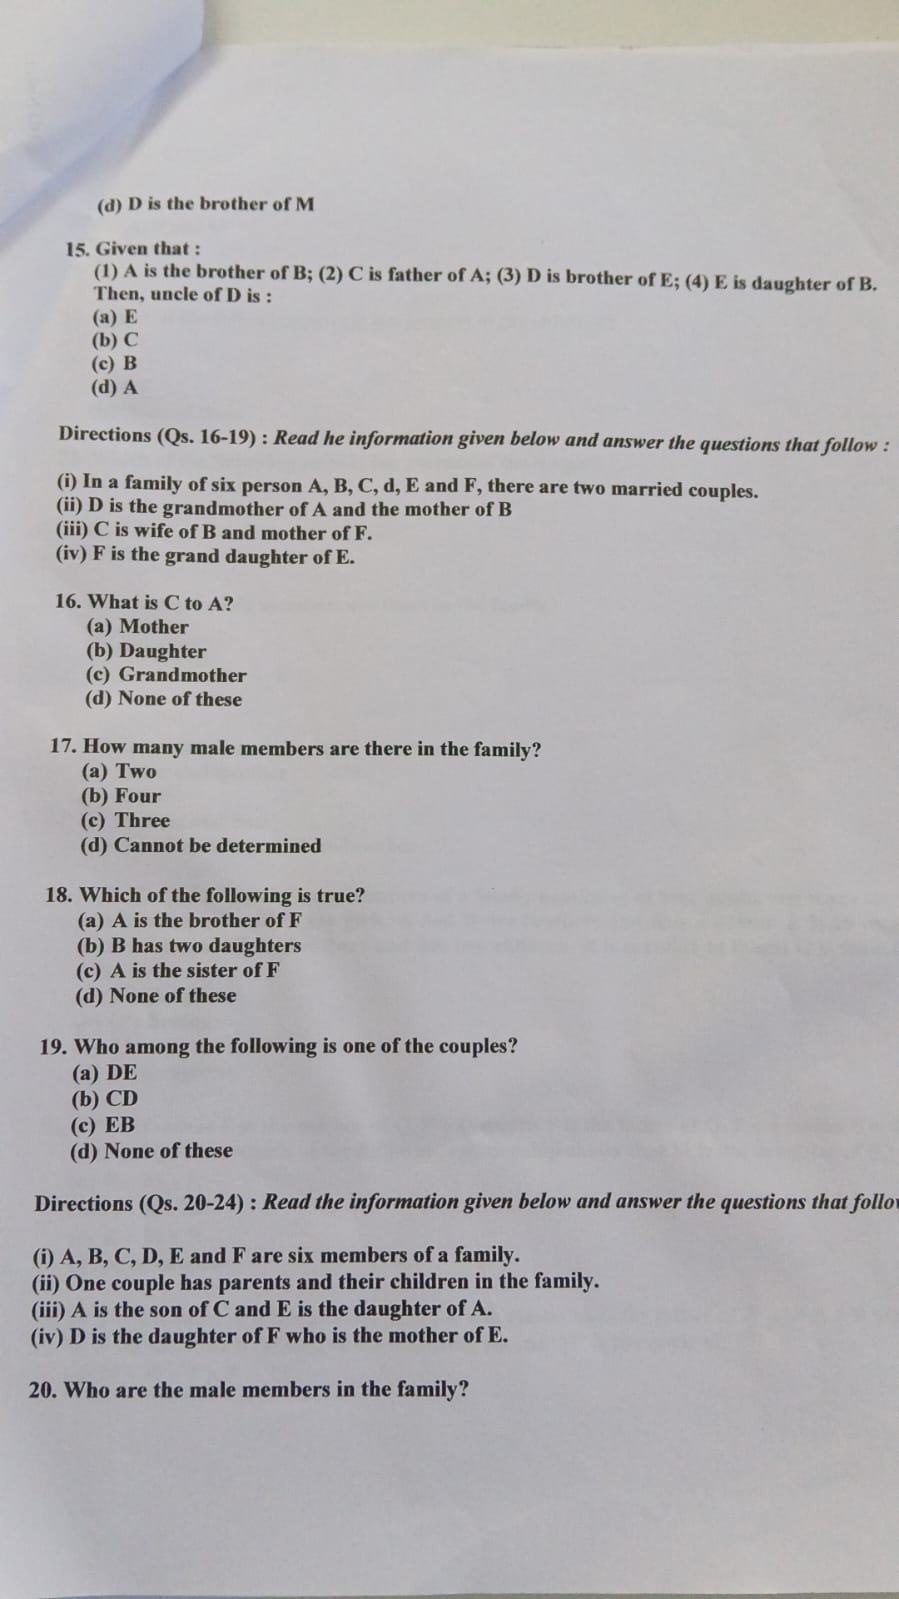 (d) D is the brother of M
15. Given that :
(1) A is the brother of B; (2) C is father of A; (3) D is brother of E; (4) E is daughter of B.
Then, uncle of D is :
(a) E
(b) C
(c) B
(d) A
Directions (Qs. 16-19) : Read he information given below and answer the questions that follow :
(i) In a family of six person A, B, C, d, E and F, there are two married couples.
(ii) D is the grandmother of A and the mother of B
(iii) C is wife of B and mother of F.
(iv) F is the grand daughter of E.
16. What is C to A?
(a) Mother
(b) Daughter
(c) Grandmother
(d) None of these
17. How many male members are there in the family?
(a) Two
(b) Four
(c) Three
(d) Cannot be determined
18. Which of the following is true?
(a) A is the brother of F
(b) B has two daughters
(c) A is the sister of F
(d) None of these
19. Who among the following is one of the couples?
(a) DE
(b) CD
(c) EB
(d) None of these
Directions (Qs. 20-24) : Read the information given below and answer the questions that follow
(i) A, B, C, D, E and F are six members of a family.
(ii) One couple has parents and their children in the family.
(iii) A is the son of C and E is the daughter of A.
(iv) D is the daughter of F who is the mother of E.
20. Who are the male members in the family?